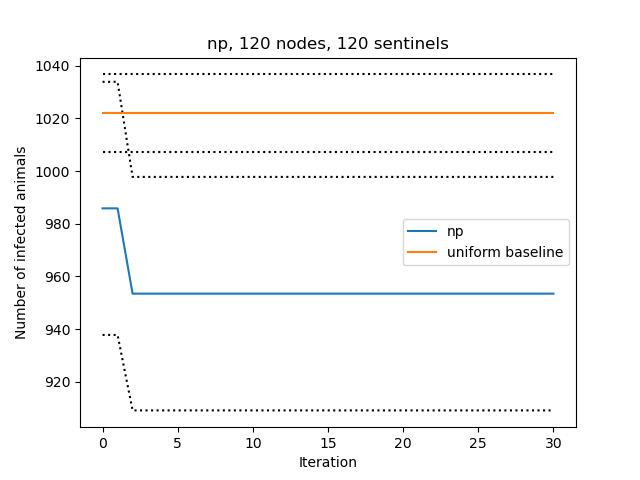 np, 120 nodes, 120 sentinels
Number of infected animals
1040
1020
1000
980
960
940
920
np
uniform baseline
0 5 10 15 20 25 30
Iteration